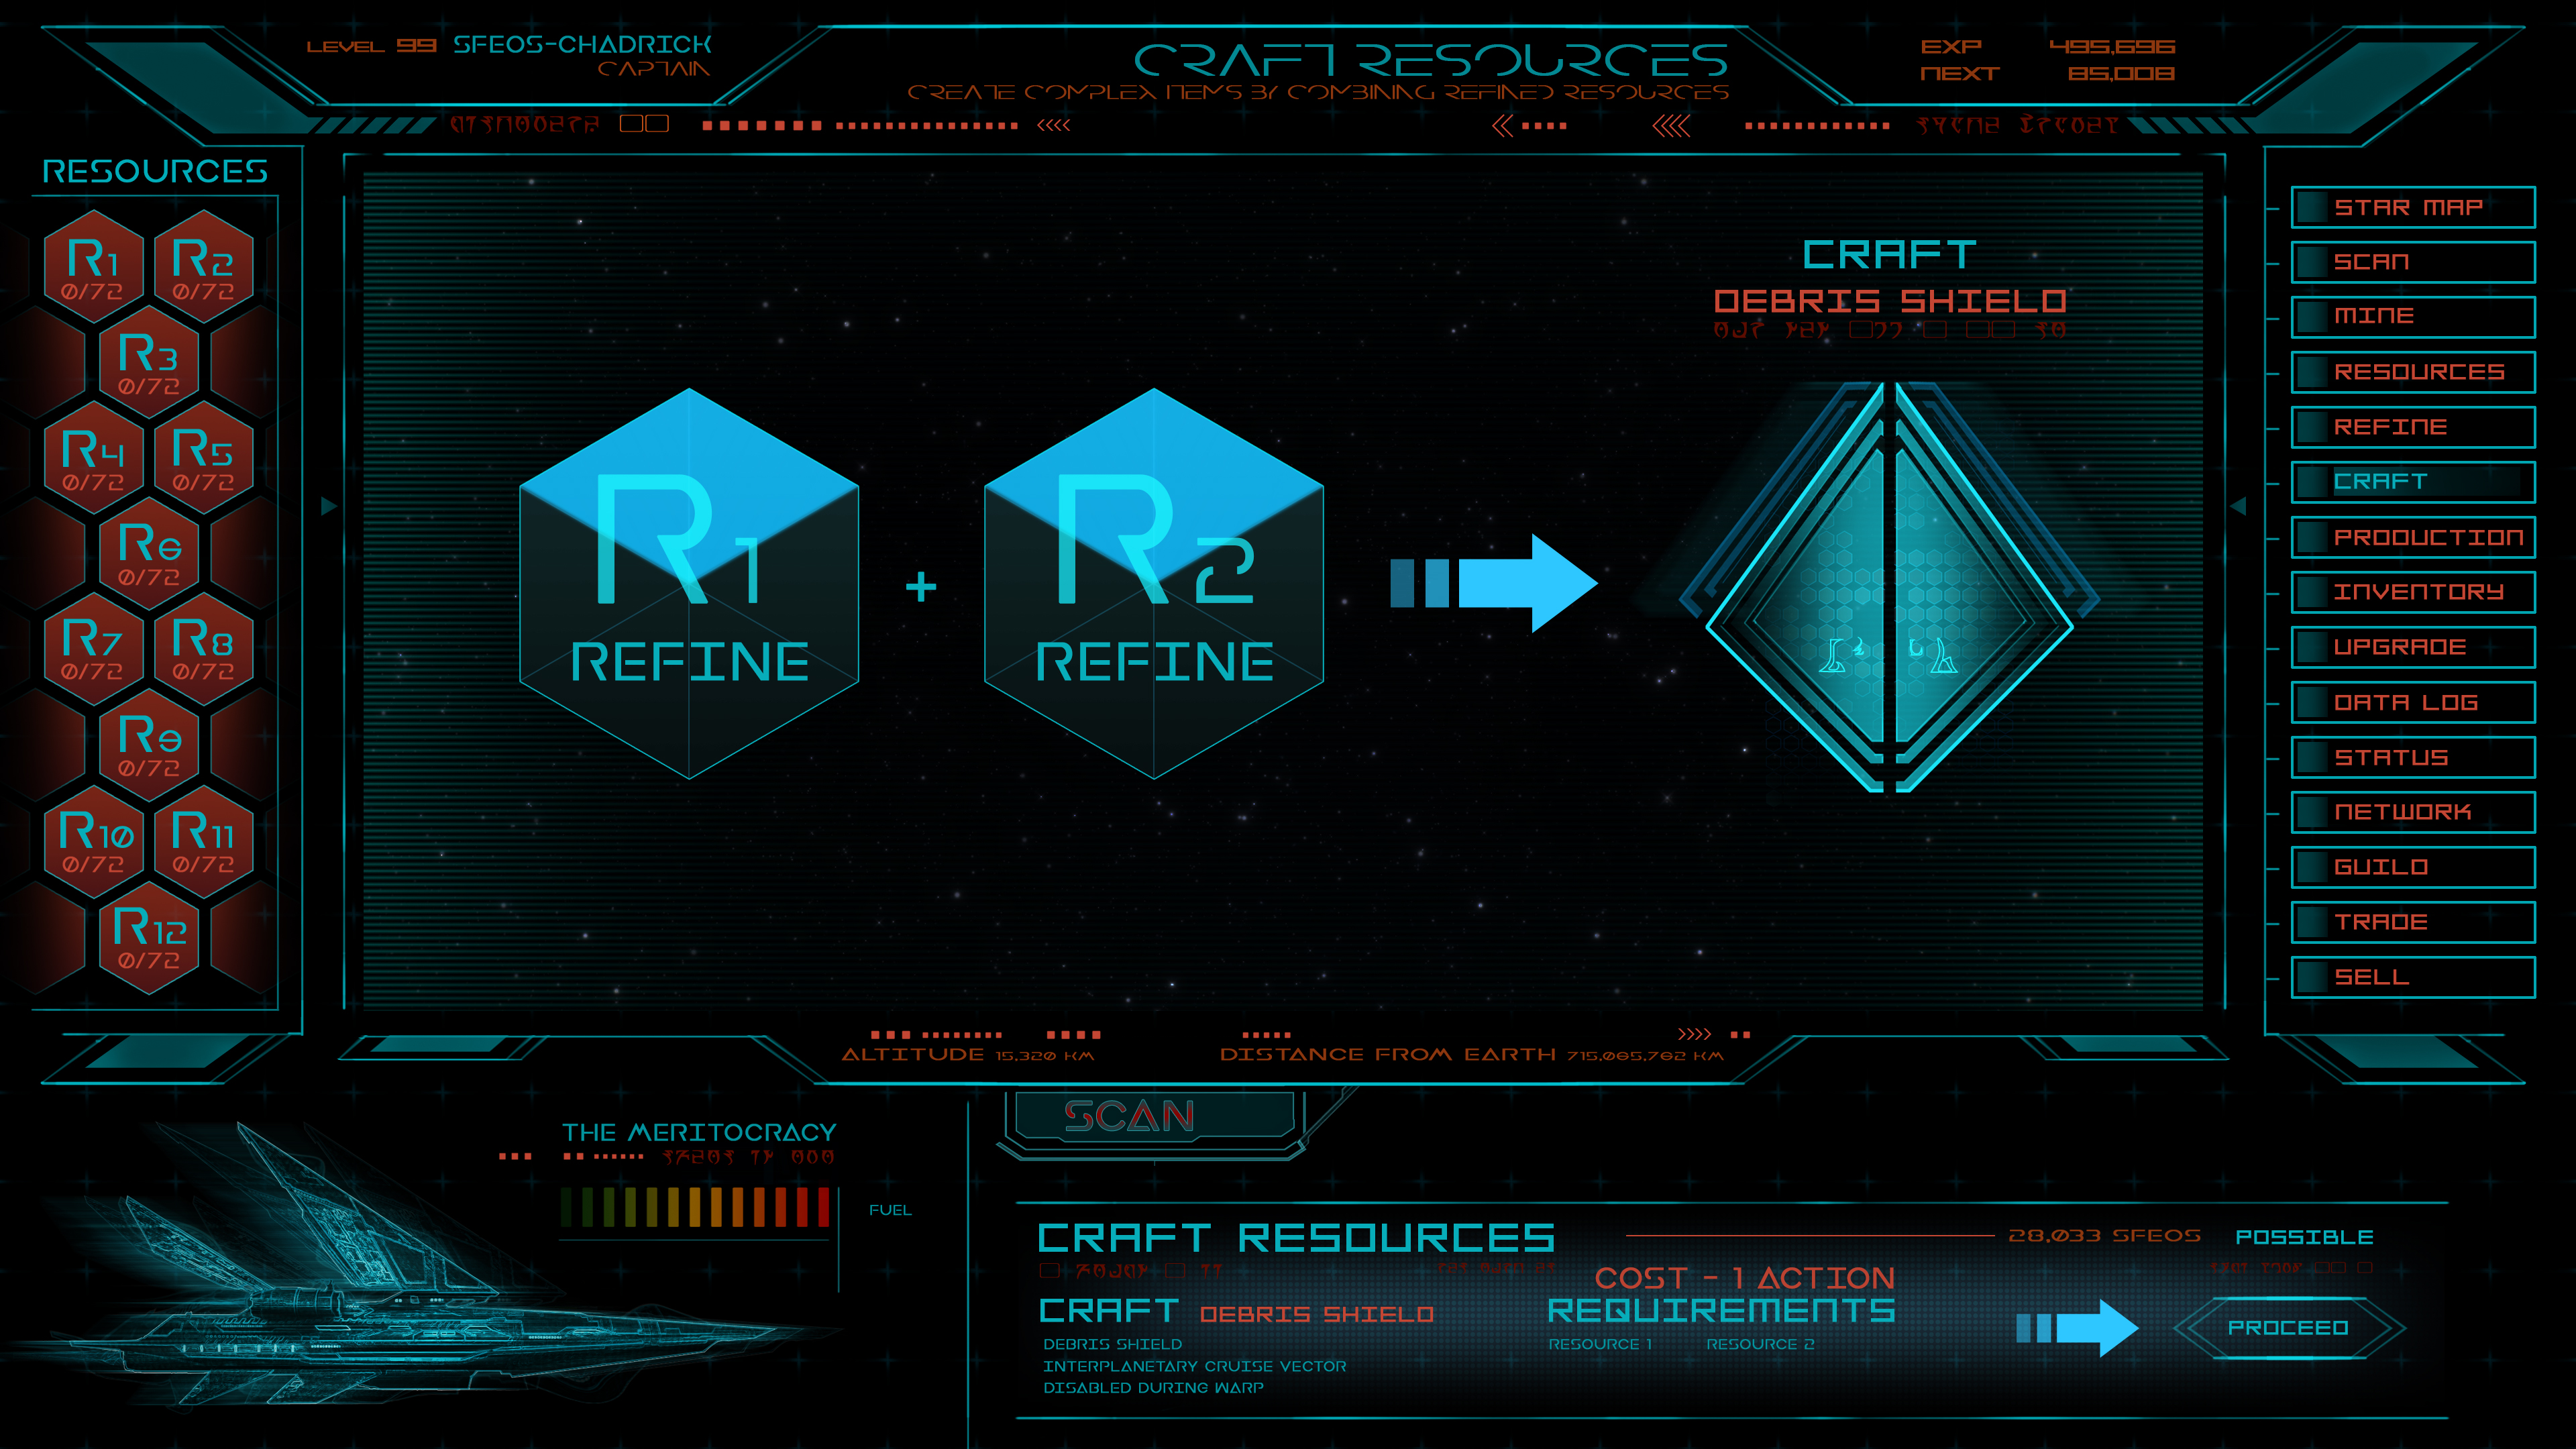 LEVEL 99 SFEOS-CHADRICK
CAPTAIN
CRAFT RESOURCES
CREATE COMPLEX ITEMS BY COMBINING REFINED RESOURCES
EXP 495,696
NEXT 85,008
RESOURCES
R1 0/72
R2 0/72
R3 0/72
R4 0/72
R5 0/72
R6 0/72
R7 0/72
R8 0/72
R9 0/72
R10 0/72
R11 0/72
R12 0/72
R1
REFINE
+
R2
REFINE
CRAFT
DEBRIS SHIELD
STAR MAP
SCAN
MINE
RESOURCES
REFINE
CRAFT
PRODUCTION
INVENTORY
UPGRADE
DATA LOG
STATUS
NETWORK
GUILD
TRADE
SELL
ALTITUDE 15,320 KM
DISTANCE FROM EARTH 715,065,762 KM
SCAN
THE MERITOCRACY
FUEL
CRAFT RESOURCES
28,033 SFEOS POSSIBLE
COST - 1 ACTION
CRAFT DEBRIS SHIELD
REQUIREMENTS
DEBRIS SHIELD
INTERPLANETARY CRUISE VECTOR
DISABLED DURING WARP
RESOURCE 1 RESOURCE 2
PROCEED